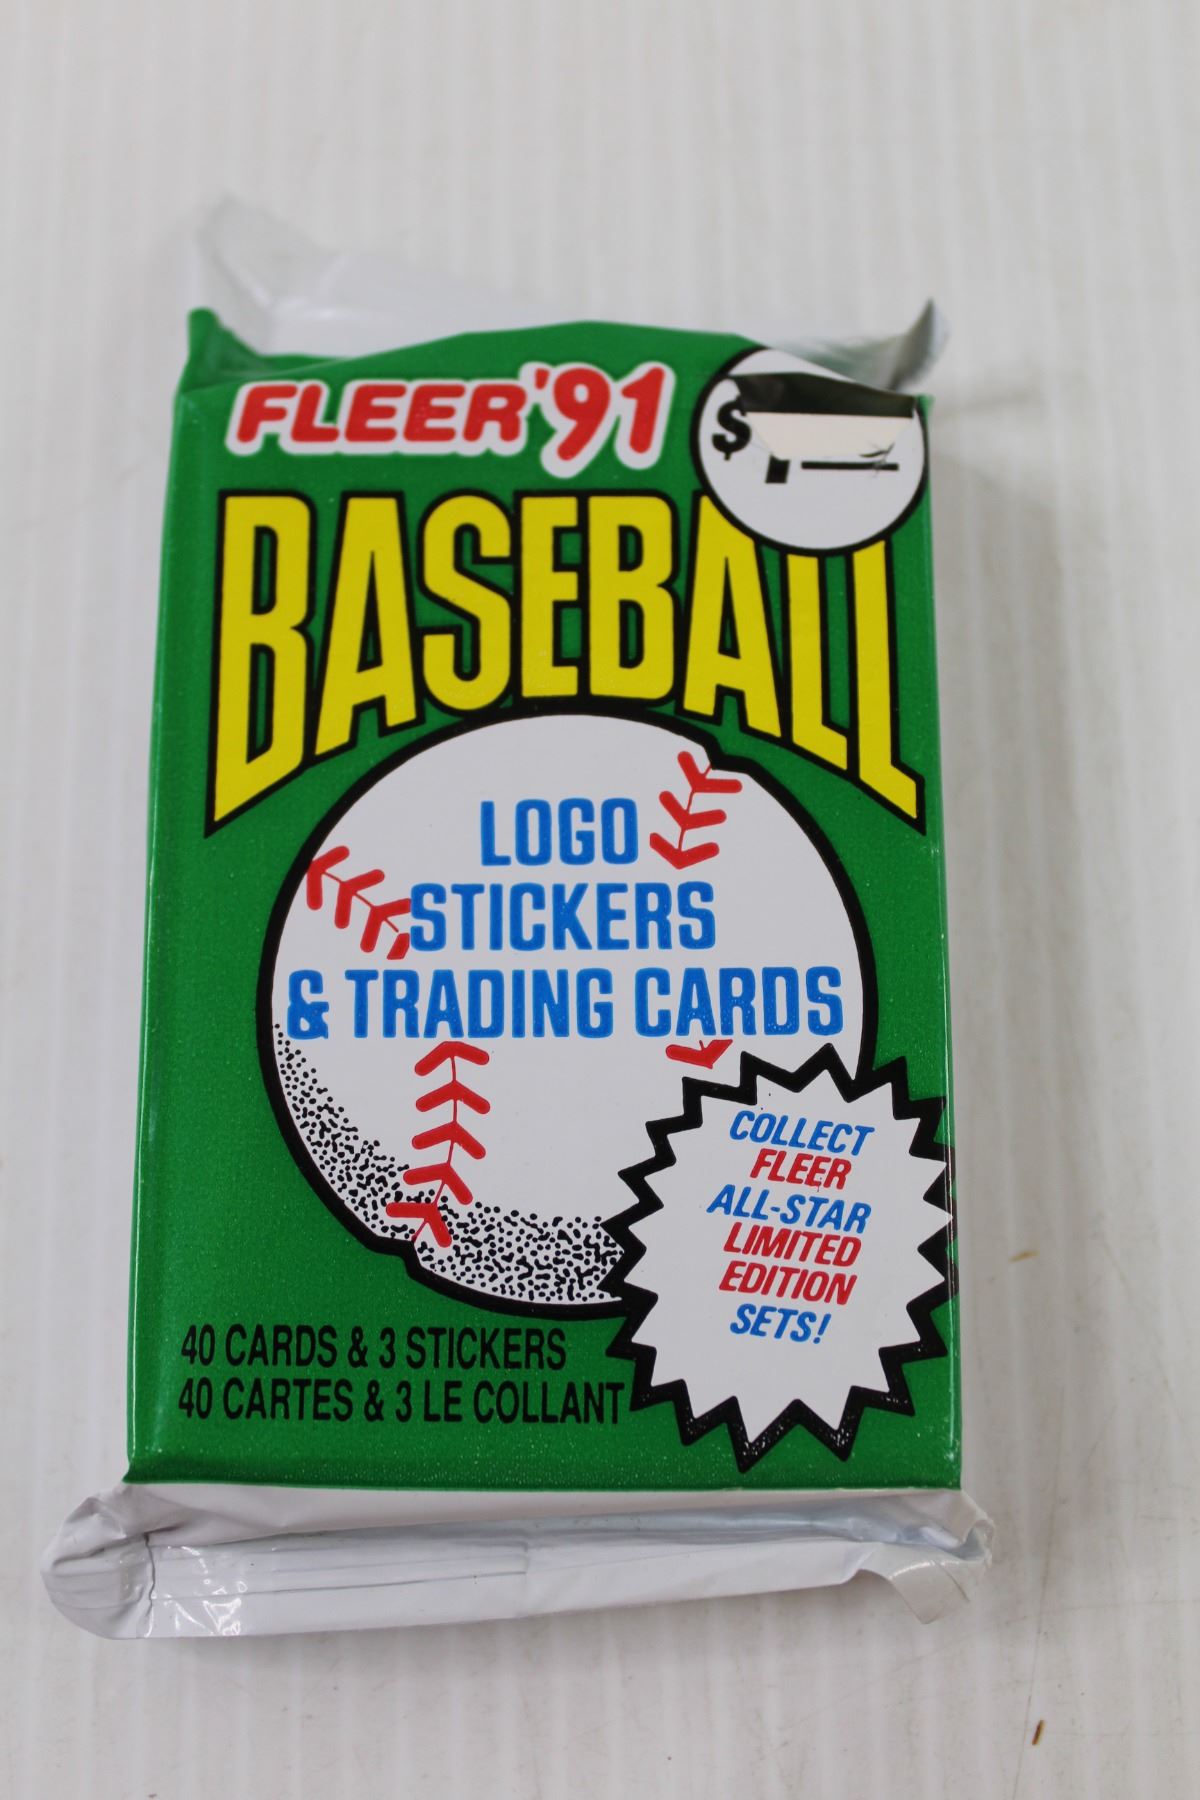 FLEER '91
$
BASEBALL
LOGO
STICKERS
& TRADING CARDS
COLLECT
FLEER
ALL-STAR
LIMITED
EDITION
SETS!
40 CARDS & 3 STICKERS
40 CARTES & 3 LE COLLANT